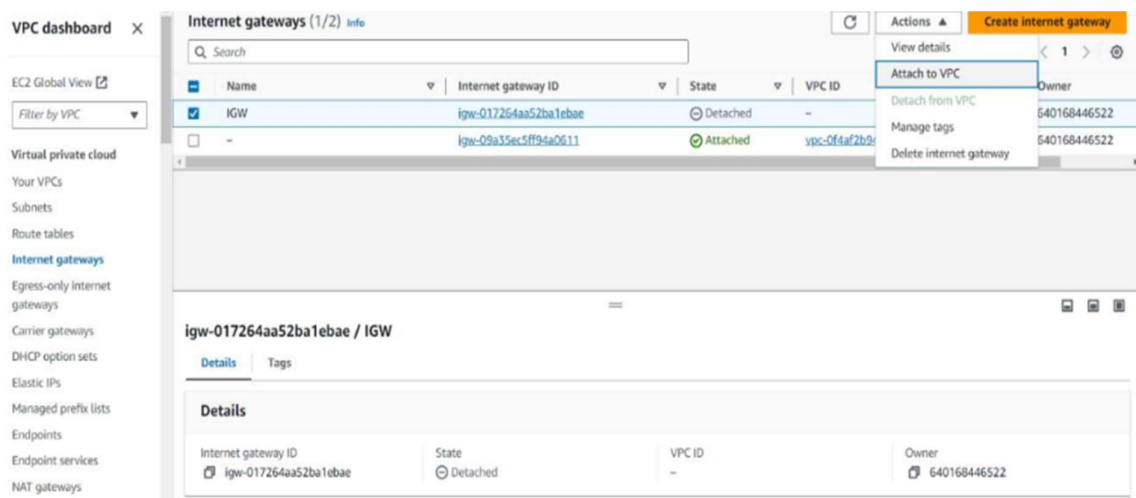 VPC dashboard
EC2 Global View
Filter by VPC
Virtual private cloud
Your VPCs
Subnets
Route tables
Internet gateways
Egress-only internet
gateways
Carrier gateways
DHCP option sets
Elastic IPs
Managed prefix lists
Endpoints
Endpoint services
NAT gateways
Internet gateways (1/2) Info
Actions
Create internet gateway
Search
1
View details
Attach to VPC
Detach from VPC
Manage tags
Delete internet gateway
Name Internet gateway ID State VPC ID Owner
IGW igw-017264aa52ba1ebae Detached – 640168446522
– igw-09a35ec5ff94a0611 Attached vpc-0f4af2b9 640168446522
igw-017264aa52ba1ebae / IGW
Details Tags
Details
Internet gateway ID State VPC ID Owner
igw-017264aa52ba1ebae Detached – 640168446522